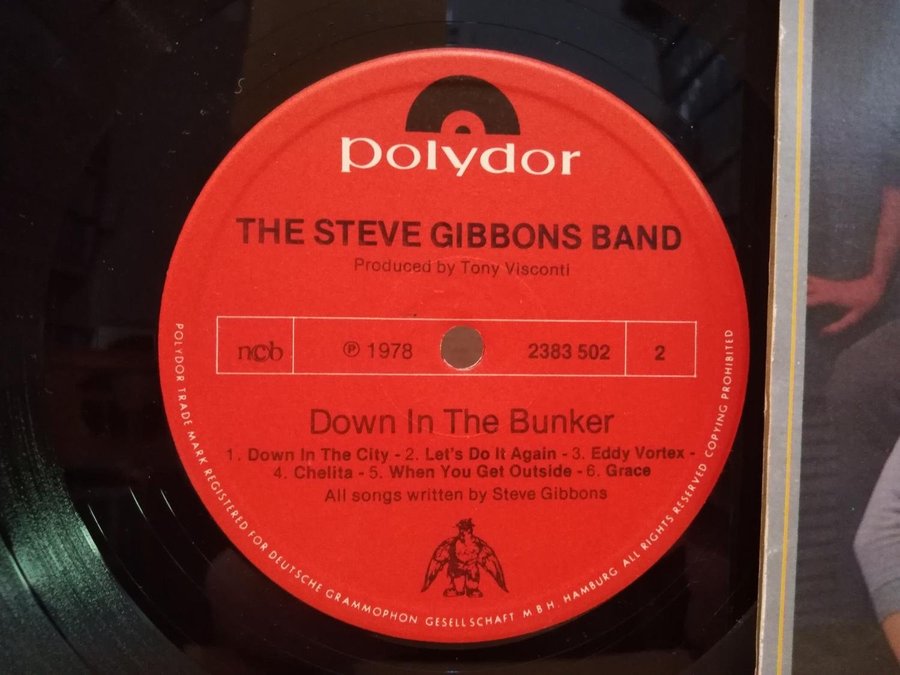 polydor
THE STEVE GIBBONS BAND
Produced by Tony Visconti
ncb ℗ 1978 2383 502 2
Down In The Bunker
1. Down In The City - 2. Let's Do It Again - 3. Eddy Vortex -
4. Chelita - 5. When You Get Outside - 6. Grace
All songs written by Steve Gibbons
POLYDOR TRADE MARK REGISTERED FOR DEUTSCHE GRAMMOPHON GESELLSCHAFT M B H. HAMBURG ALL RIGHTS RESERVED COPYING PROHIBITED